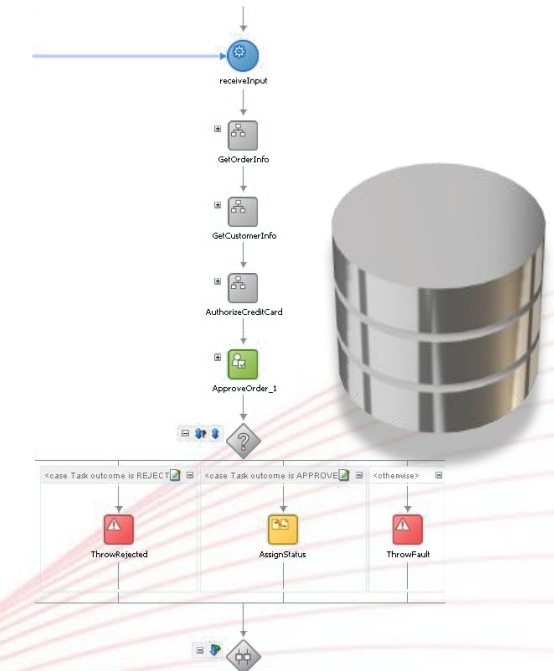 receiveInput
GetOrderInfo
GetCustomerInfo
AuthorizeCreditCard
ApproveOrder_1
?
<case Task outcome is REJECT
<case Task outcome is APPROVE
<otherwise>
ThrowRejected
AssignStatus
ThrowFault